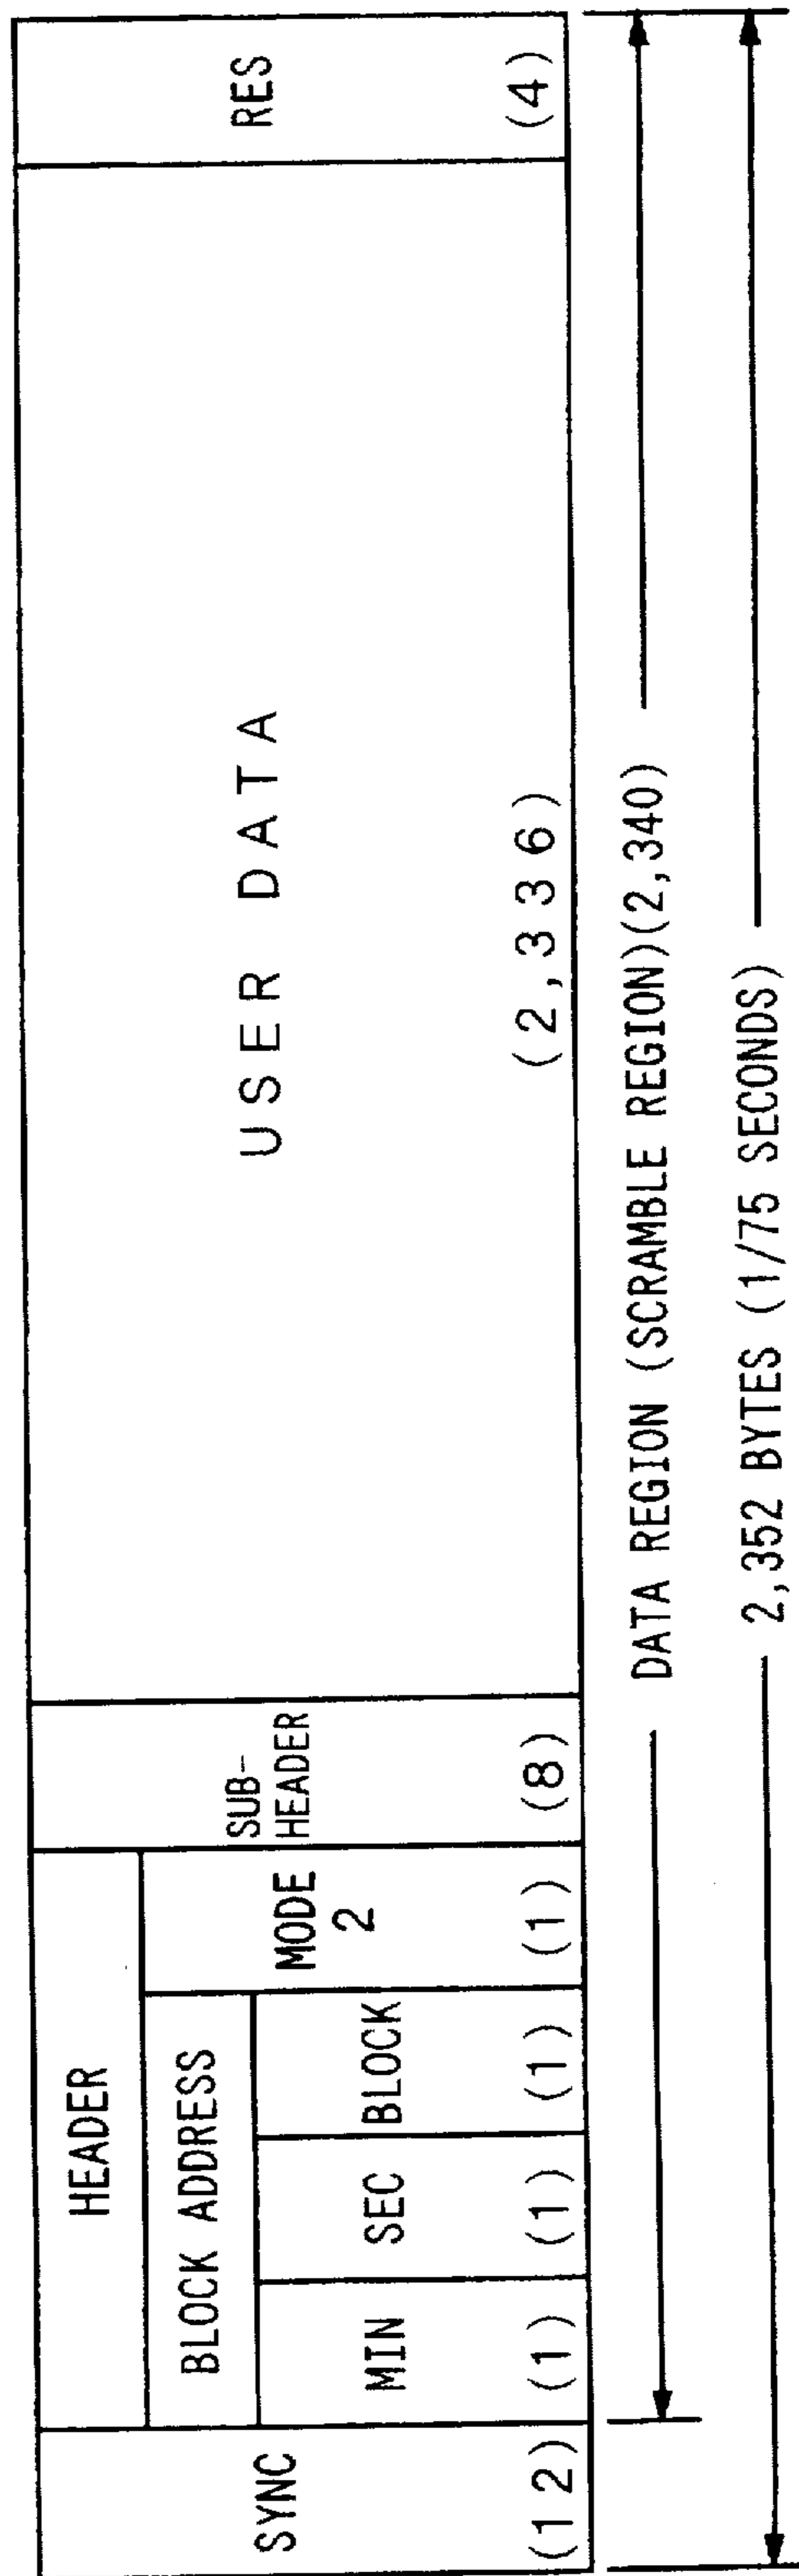 HEADER
BLOCK ADDRESS
SYNC
MIN
SEC
BLOCK
MODE
2
SUB-
HEADER
USER DATA
RES
(12)
(1)
(1)
(1)
(1)
(8)
(2,336)
(4)
DATA REGION (SCRAMBLE REGION)(2,340)
2,352 BYTES (1/75 SECONDS)